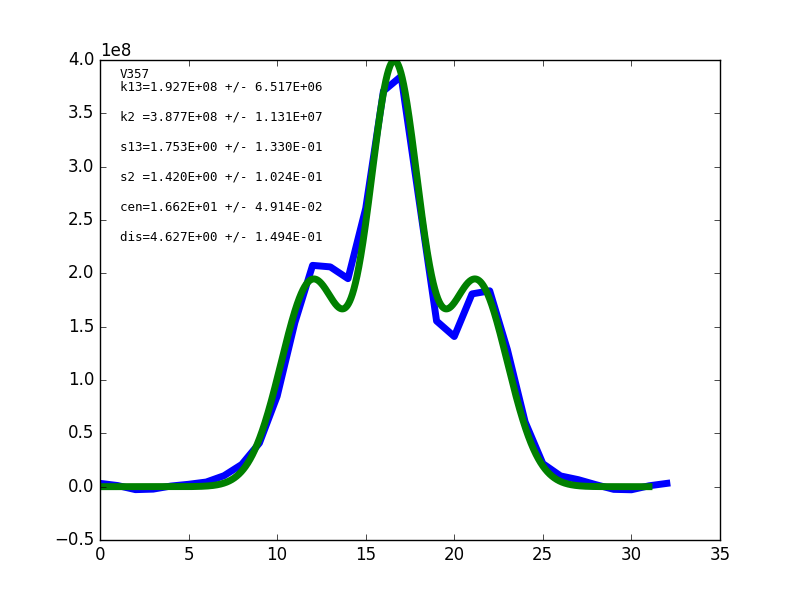 1e8
4.0
3.5
3.0
2.5
2.0
1.5
1.0
0.5
0.0
−0.5
V357
k13=1.927E+08 +/- 6.517E+06
k2 =3.877E+08 +/- 1.131E+07
s13=1.753E+00 +/- 1.330E-01
s2 =1.420E+00 +/- 1.024E-01
cen=1.662E+01 +/- 4.914E-02
dis=4.627E+00 +/- 1.494E-01
0 5 10 15 20 25 30 35